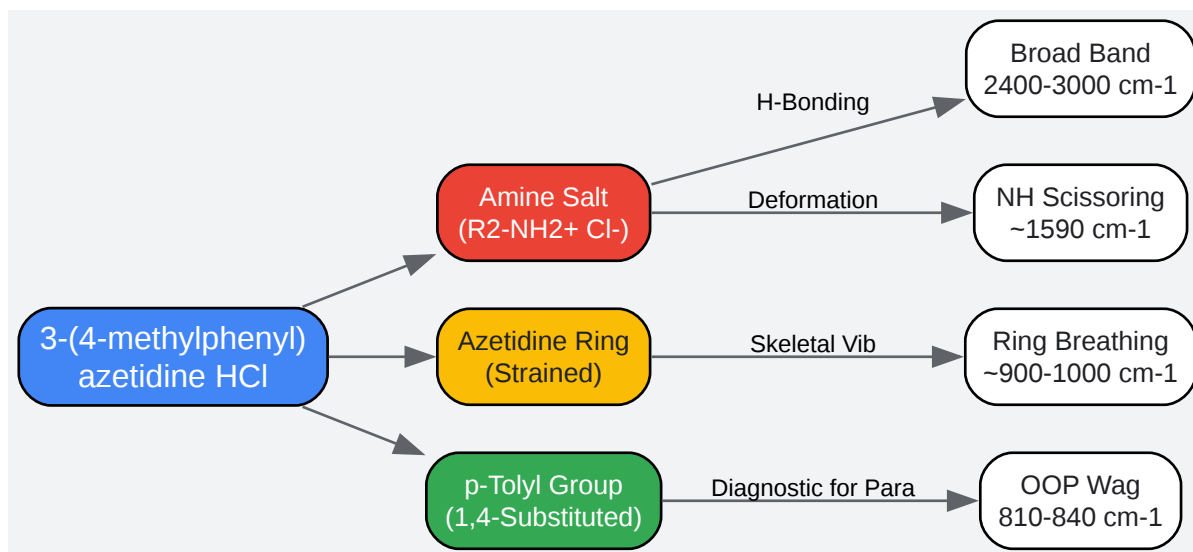 3-(4-methylphenyl)
azetidine HCl
Amine Salt
(R2-NH2+ Cl-)
Azetidine Ring
(Strained)
p-Tolyl Group
(1,4-Substituted)
H-Bonding
Deformation
Skeletal Vib
Diagnostic for Para
Broad Band
2400-3000 cm-1
NH Scissoring
~1590 cm-1
Ring Breathing
~900-1000 cm-1
OOP Wag
810-840 cm-1